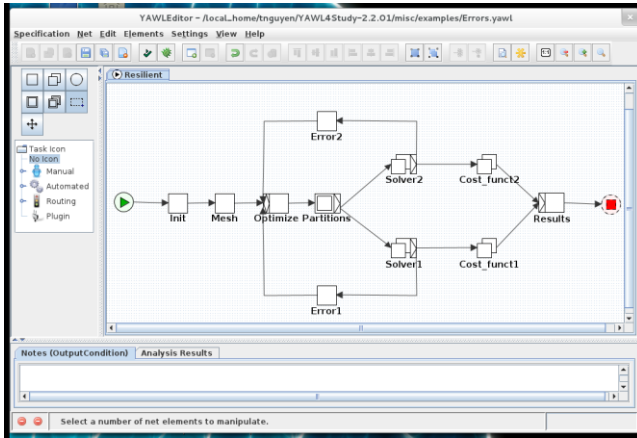 YAWLEditor - /local_home/tnguyen/YAWL4Study-2.2.01/misc/examples/Errors.yawl
Specification Net Edit Elements Settings View Help
Resilient
Task Icon
No Icon
Manual
Automated
Routing
Plugin
Error2
Solver2
Cost_funct2
Init
Mesh
Optimize
Partitions
Results
Solver1
Cost_funct1
Error1
Notes (OutputCondition)
Analysis Results
Select a number of net elements to manipulate.